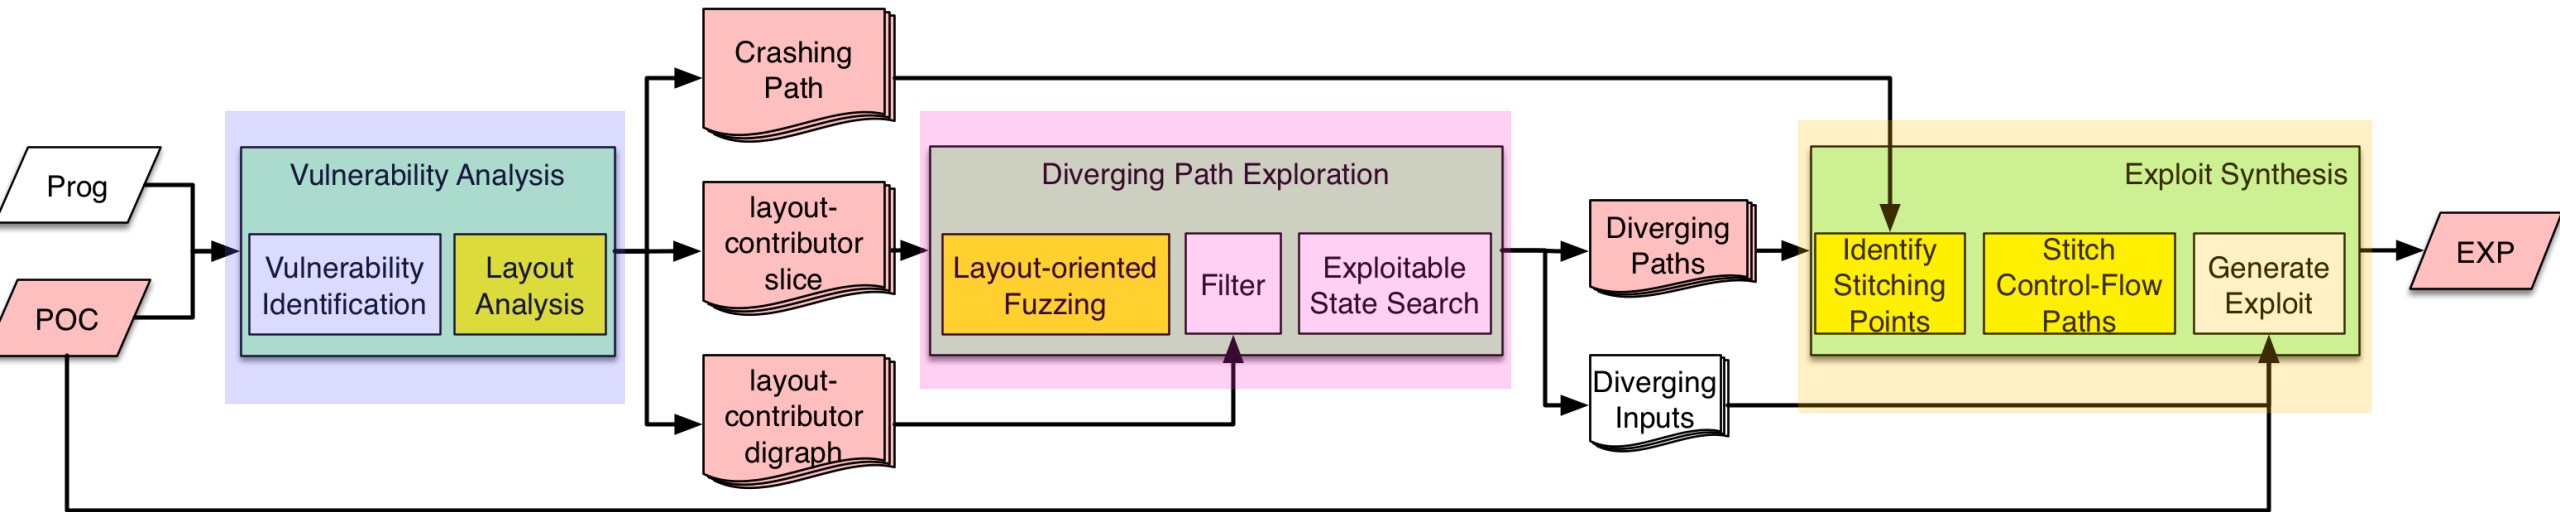 Prog
POC
Vulnerability Analysis
Vulnerability
Identification
Layout
Analysis
Crashing
Path
layout-
contributor
slice
layout-
contributor
digraph
Diverging Path Exploration
Layout-oriented
Fuzzing
Filter
Exploitable
State Search
Diverging
Paths
Diverging
Inputs
Exploit Synthesis
Identify
Stitching
Points
Stitch
Control-Flow
Paths
Generate
Exploit
EXP